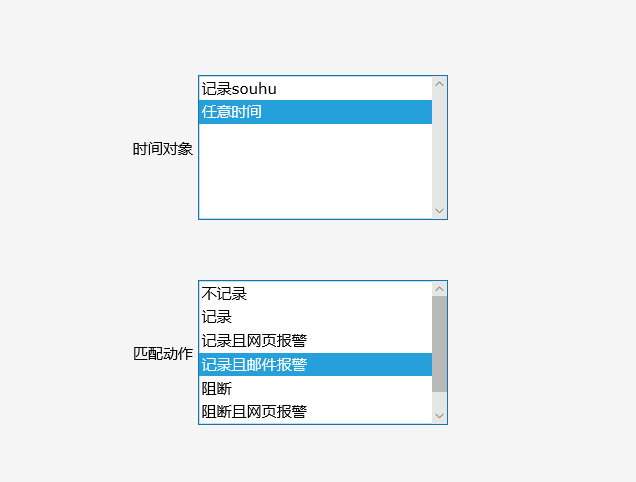 记录souhu
任意时间
时间对象
不记录
记录
记录且网页报警
匹配动作
记录且邮件报警
阻断
阻断且网页报警